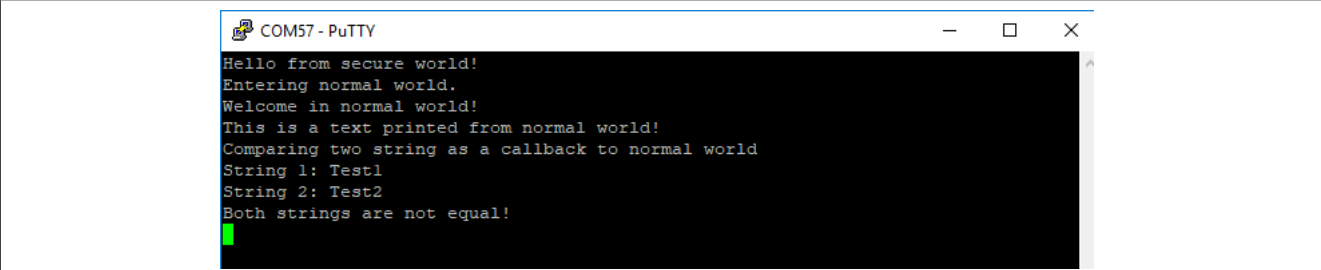 COM57 - PuTTY
Hello from secure world!
Entering normal world.
Welcome in normal world!
This is a text printed from normal world!
Comparing two string as a callback to normal world
String 1: Test1
String 2: Test2
Both strings are not equal!